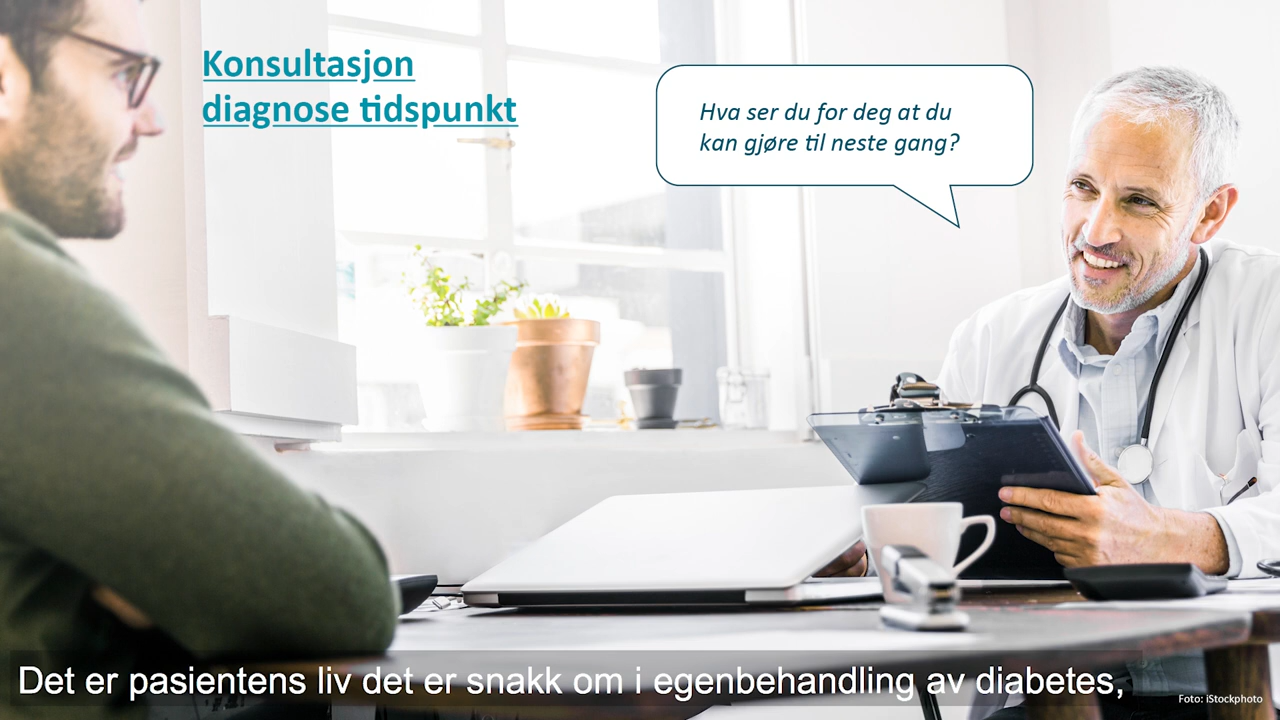 Konsultasjon
diagnose tidspunkt
Hva ser du for deg at du
kan gjøre til neste gang?
Det er pasientens liv det er snakk om i egenbehandling av diabetes,
Foto: iStockphoto